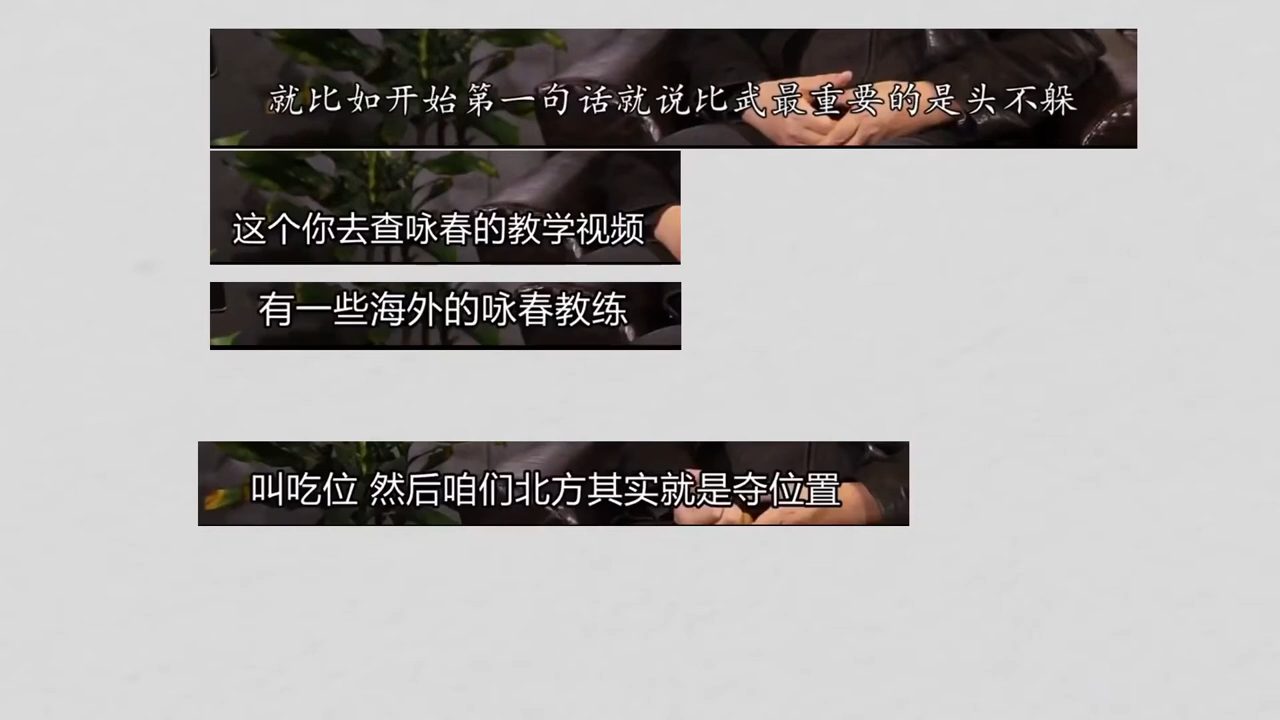 就比如开始第一句话就说比武最重要的是头不躲
这个你去查咏春的教学视频
有一些海外的咏春教练
叫吃位 然后咱们北方其实就是夺位置